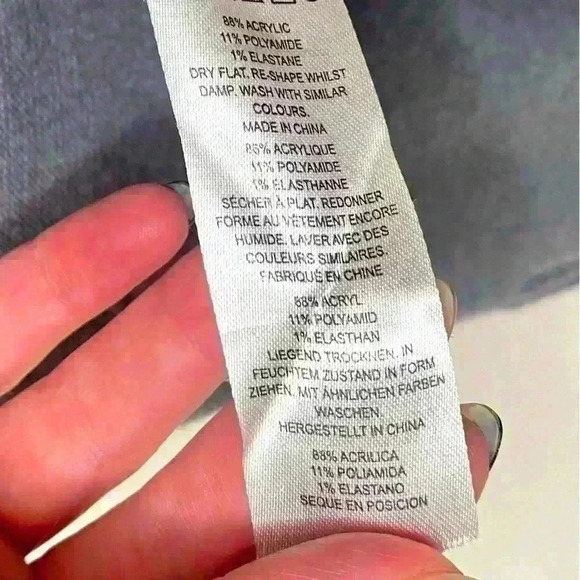 88% ACRYLIC
11% POLYAMIDE
1% ELASTANE
DRY FLAT. RE-SHAPE WHILST
DAMP. WASH WITH SIMILAR
COLOURS.
MADE IN CHINA
88% ACRYLIQUE
11% POLYAMIDE
1% ELASTHANNE
SÉCHER À PLAT. REDONNER
FORME AU VÊTEMENT ENCORE
HUMIDE. LAVER AVEC DES
COULEURS SIMILAIRES.
FABRIQUÉ EN CHINE
88% ACRYL
11% POLYAMID
1% ELASTHAN
LIEGEND TROCKNEN. IN
FEUCHTEM ZUSTAND IN FORM
ZIEHEN. MIT ÄHNLICHEN FARBEN
WASCHEN.
HERGESTELLT IN CHINA
88% ACRILICA
11% POLIAMIDA
1% ELASTANO
SEQUE EN POSICION